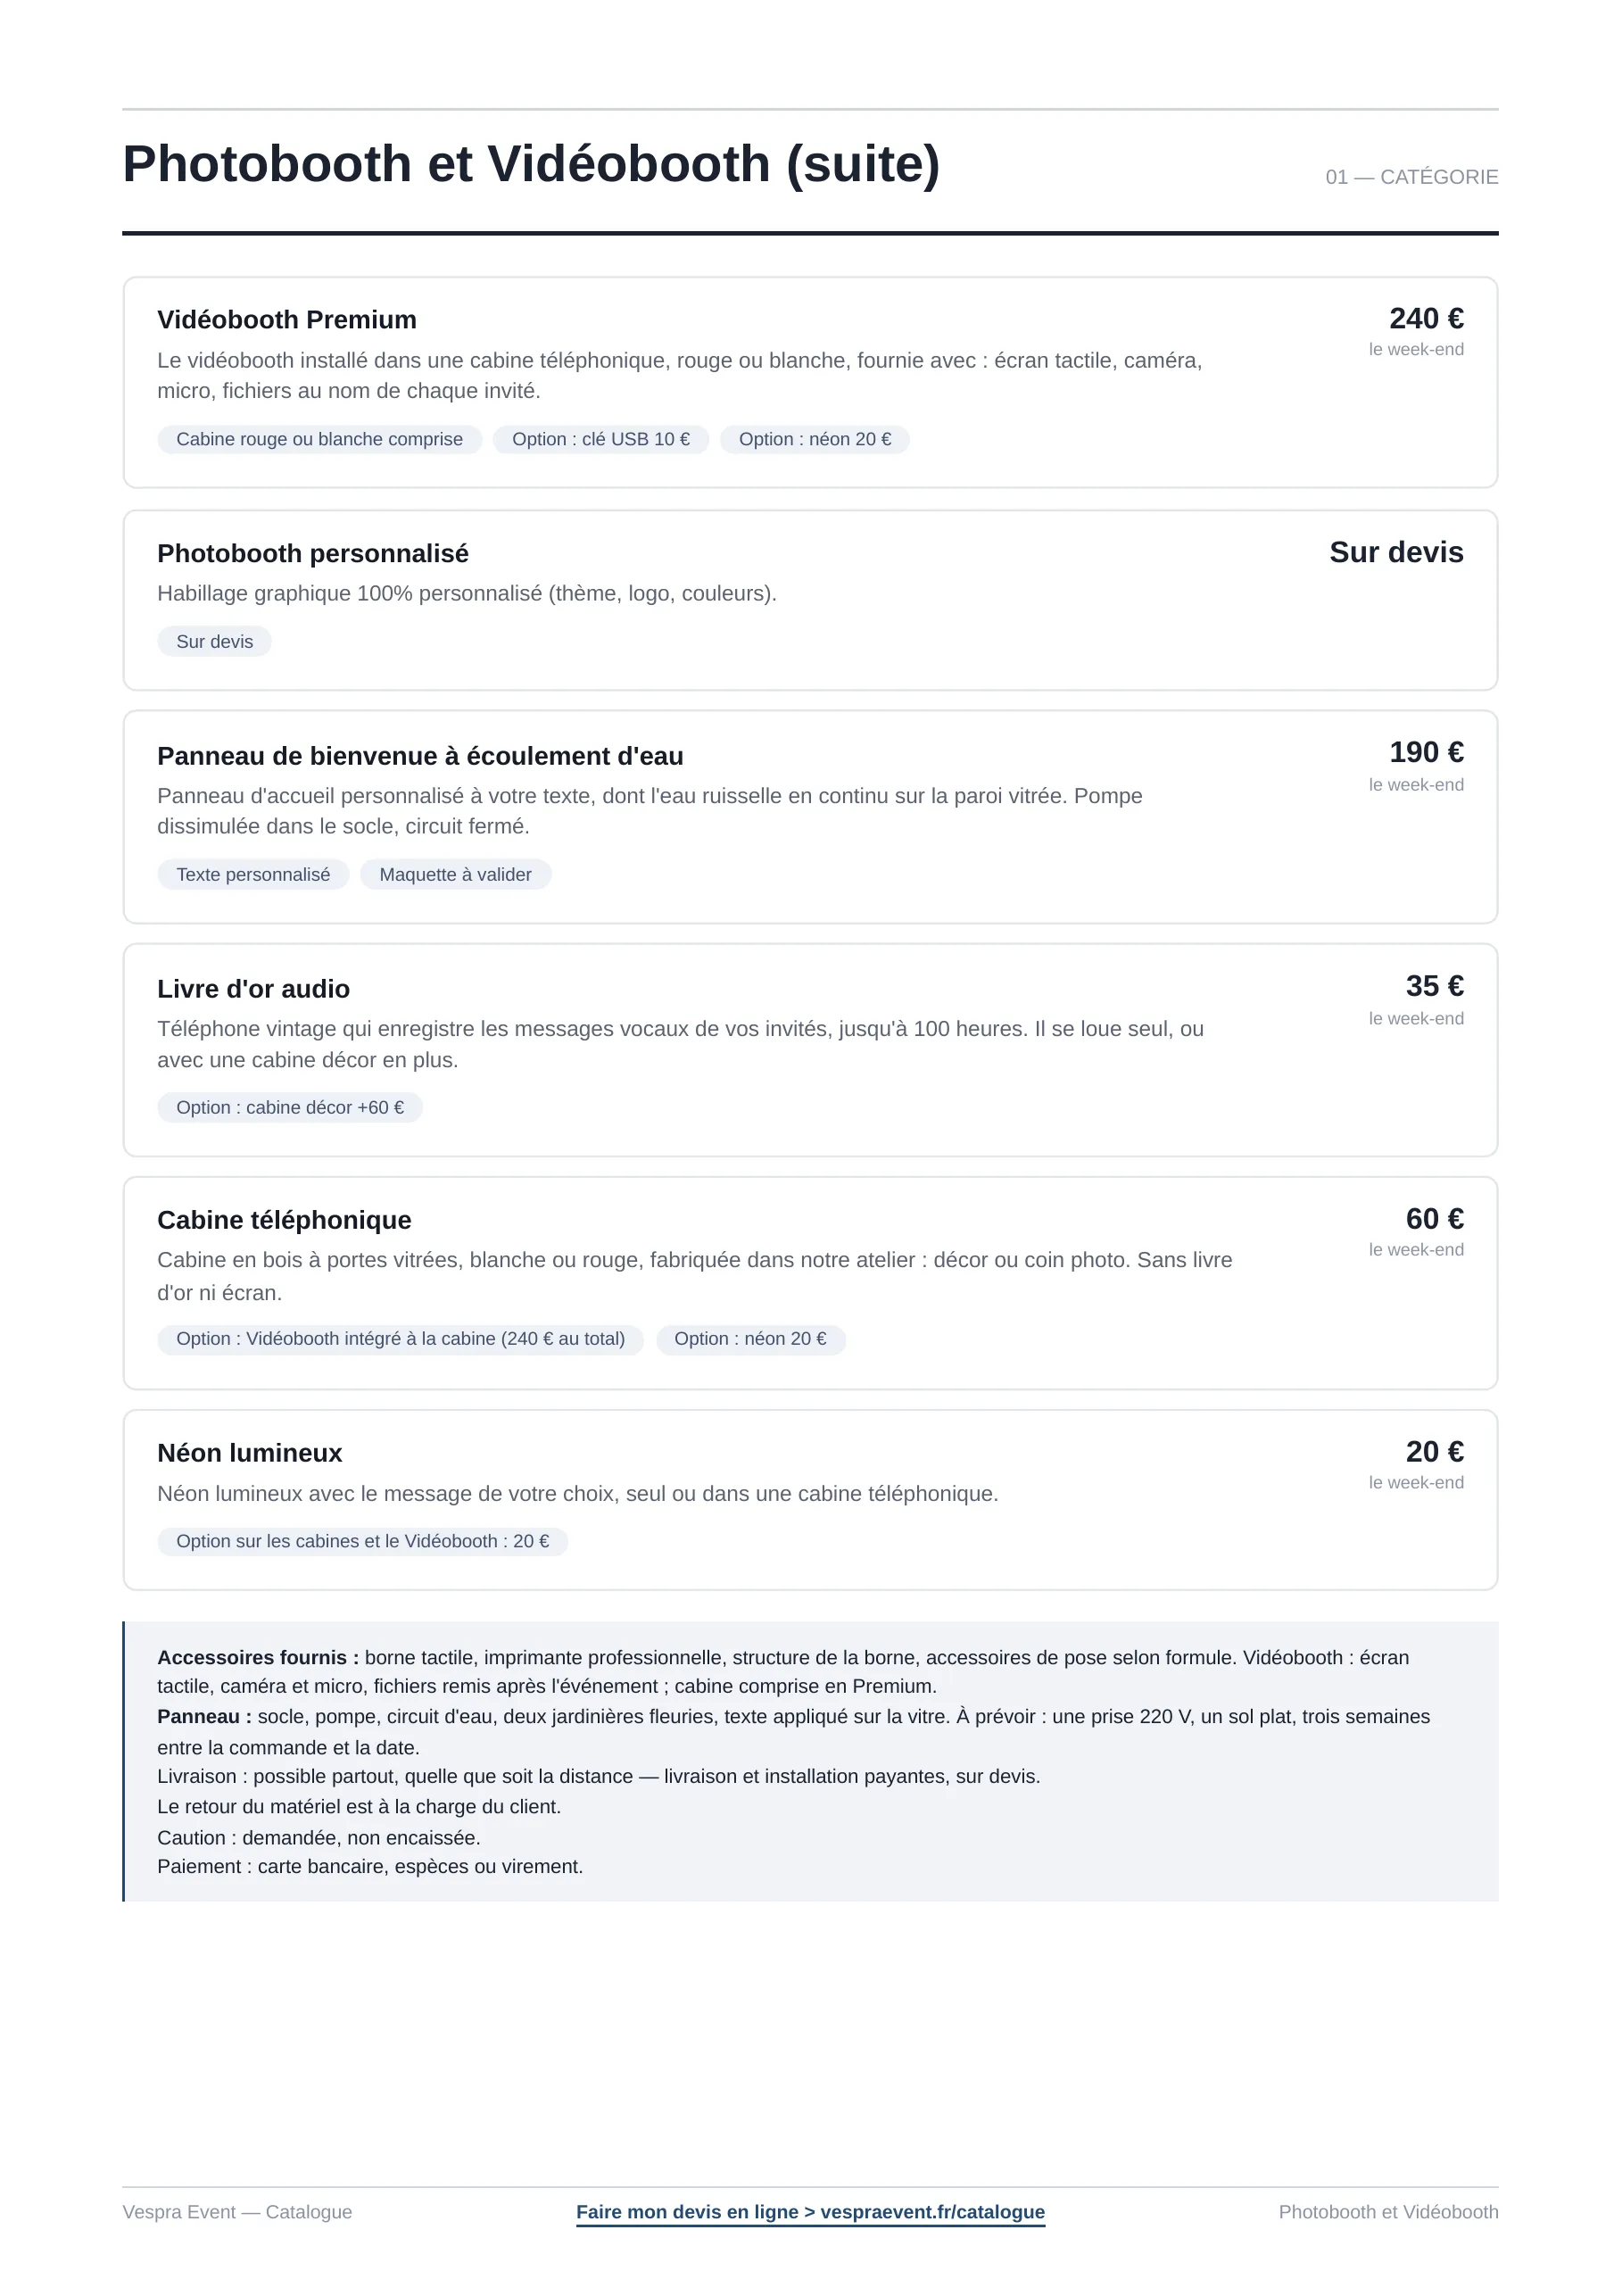 Photobooth et Vidéobooth (suite)
01 — CATÉGORIE
Vidéobooth Premium
240 €
le week-end
Le vidéobooth installé dans une cabine téléphonique, rouge ou blanche, fournie avec : écran tactile, caméra,
micro, fichiers au nom de chaque invité.
Cabine rouge ou blanche comprise
Option : clé USB 10 €
Option : néon 20 €
Photobooth personnalisé
Sur devis
Habillage graphique 100% personnalisé (thème, logo, couleurs).
Sur devis
Panneau de bienvenue à écoulement d'eau
190 €
le week-end
Panneau d'accueil personnalisé à votre texte, dont l'eau ruisselle en continu sur la paroi vitrée. Pompe
dissimulée dans le socle, circuit fermé.
Texte personnalisé
Maquette à valider
Livre d'or audio
35 €
le week-end
Téléphone vintage qui enregistre les messages vocaux de vos invités, jusqu'à 100 heures. Il se loue seul, ou
avec une cabine décor en plus.
Option : cabine décor +60 €
Cabine téléphonique
60 €
le week-end
Cabine en bois à portes vitrées, blanche ou rouge, fabriquée dans notre atelier : décor ou coin photo. Sans livre
d'or ni écran.
Option : Vidéobooth intégré à la cabine (240 € au total)
Option : néon 20 €
Néon lumineux
20 €
le week-end
Néon lumineux avec le message de votre choix, seul ou dans une cabine téléphonique.
Option sur les cabines et le Vidéobooth : 20 €
Accessoires fournis : borne tactile, imprimante professionnelle, structure de la borne, accessoires de pose selon formule. Vidéobooth : écran
tactile, caméra et micro, fichiers remis après l'événement ; cabine comprise en Premium.
Panneau : socle, pompe, circuit d'eau, deux jardinières fleuries, texte appliqué sur la vitre. À prévoir : une prise 220 V, un sol plat, trois semaines
entre la commande et la date.
Livraison : possible partout, quelle que soit la distance — livraison et installation payantes, sur devis.
Le retour du matériel est à la charge du client.
Caution : demandée, non encaissée.
Paiement : carte bancaire, espèces ou virement.
Vespra Event — Catalogue
Faire mon devis en ligne > vespraevent.fr/catalogue
Photobooth et Vidéobooth